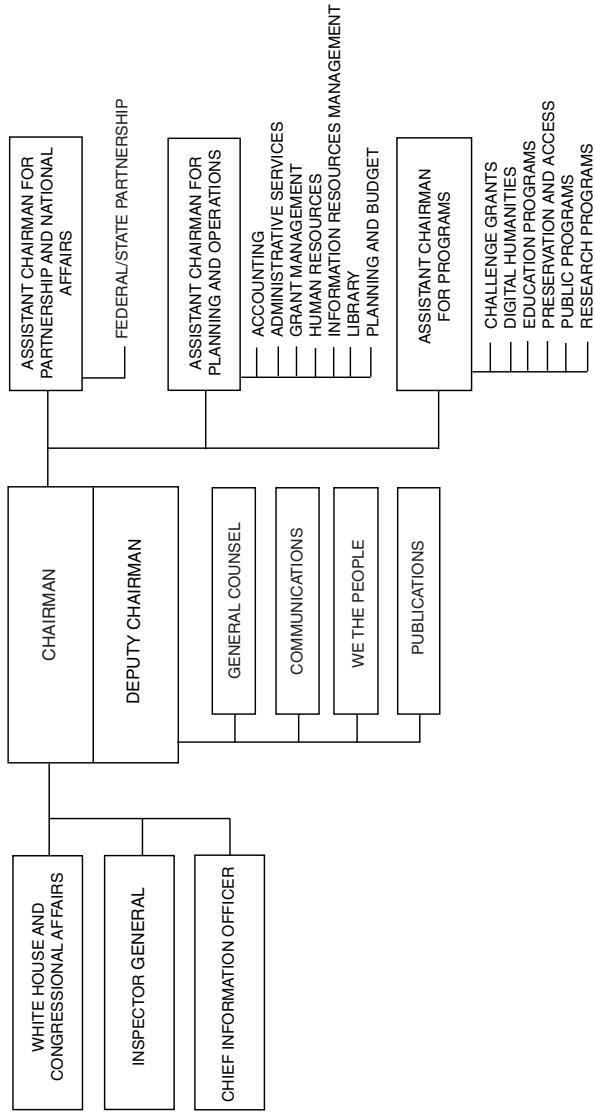 WHITE HOUSE AND
CONGRESSIONAL AFFAIRS
INSPECTOR GENERAL
CHIEF INFORMATION OFFICER
CHAIRMAN
DEPUTY CHAIRMAN
GENERAL COUNSEL
COMMUNICATIONS
WE THE PEOPLE
PUBLICATIONS
ASSISTANT CHAIRMAN FOR
PARTNERSHIP AND NATIONAL
AFFAIRS
FEDERAL/STATE PARTNERSHIP
ASSISTANT CHAIRMAN FOR
PLANNING AND OPERATIONS
ACCOUNTING
ADMINISTRATIVE SERVICES
GRANT MANAGEMENT
HUMAN RESOURCES
INFORMATION RESOURCES MANAGEMENT
LIBRARY
PLANNING AND BUDGET
ASSISTANT CHAIRMAN
FOR PROGRAMS
CHALLENGE GRANTS
DIGITAL HUMANITIES
EDUCATION PROGRAMS
PRESERVATION AND ACCESS
PUBLIC PROGRAMS
RESEARCH PROGRAMS